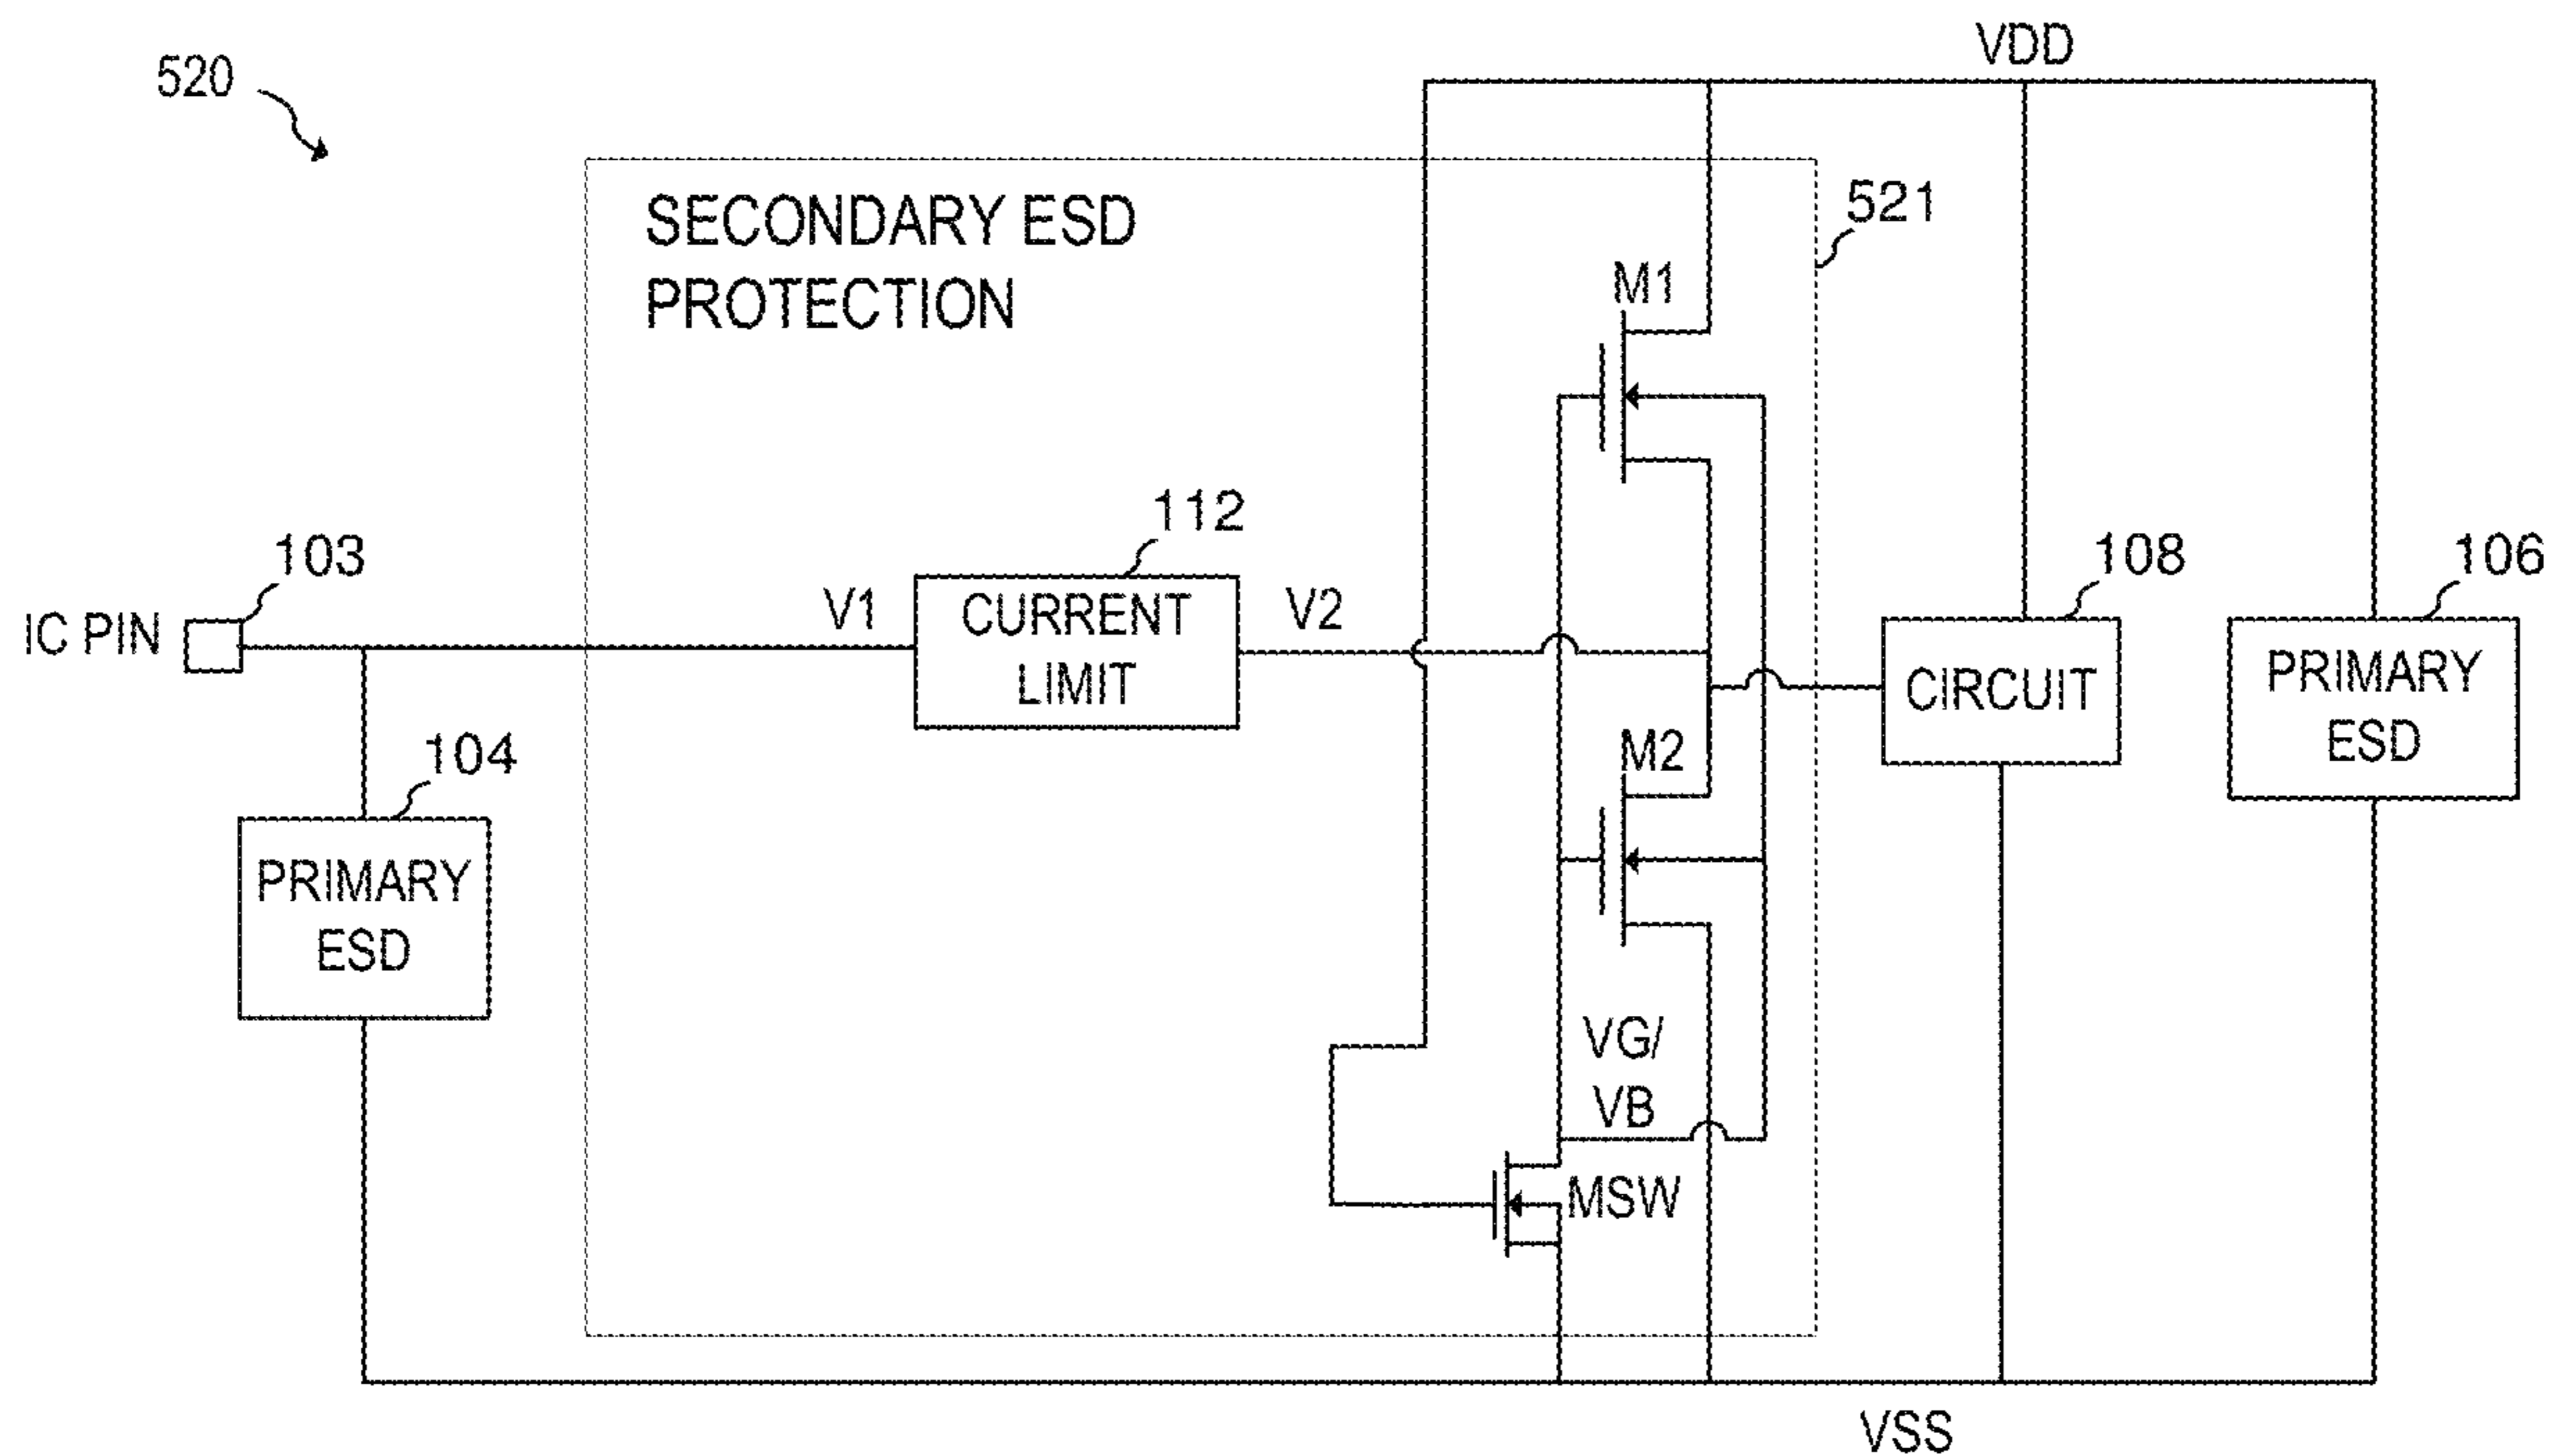 520
VDD
SECONDARY ESD
PROTECTION
521
M1
112
103
108
106
IC PIN
V1
CURRENT
LIMIT
V2
CIRCUIT
PRIMARY
ESD
M2
104
PRIMARY
ESD
VG/
VB
MSW
VSS